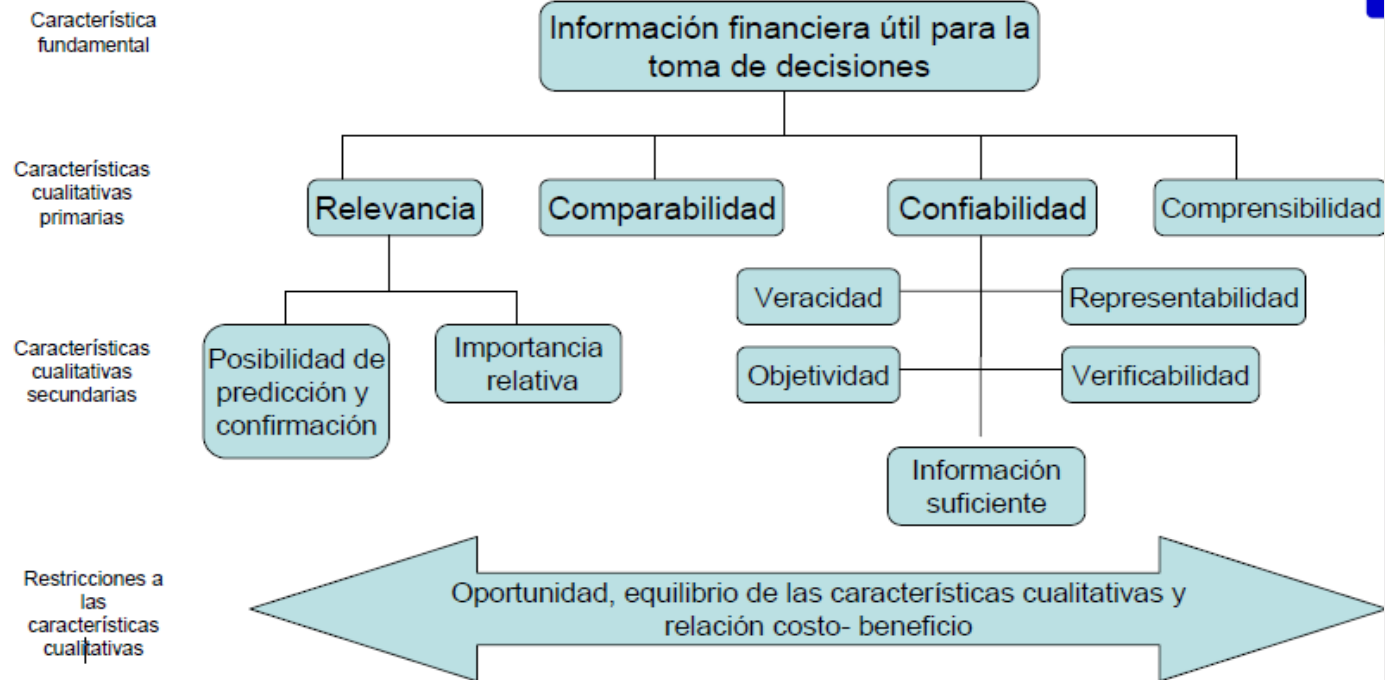 Característica
fundamental
Información financiera útil para la
toma de decisiones
Características
cualitativas
primarias
Relevancia
Comparabilidad
Confiabilidad
Comprensibilidad
Características
cualitativas
secundarias
Posibilidad de
predicción y
confirmación
Importancia
relativa
Veracidad
Representabilidad
Objetividad
Verificabilidad
Información
suficiente
Restricciones a
las
características
cualitativas
Oportunidad, equilibrio de las características cualitativas y
relación costo- beneficio